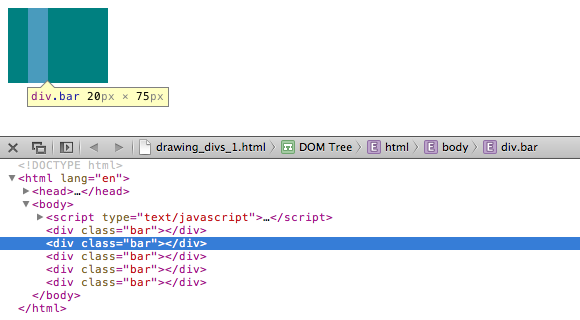 div.bar 20px × 75px
drawing_divs_1.html 〉 DOM Tree 〉 E html 〉 E body 〉 E div.bar
<!DOCTYPE html>
▼<html lang="en">
▶<head>…</head>
▼<body>
▶<script type="text/javascript">…</script>
<div class="bar"></div>
<div class="bar"></div>
<div class="bar"></div>
<div class="bar"></div>
<div class="bar"></div>
</body>
</html>